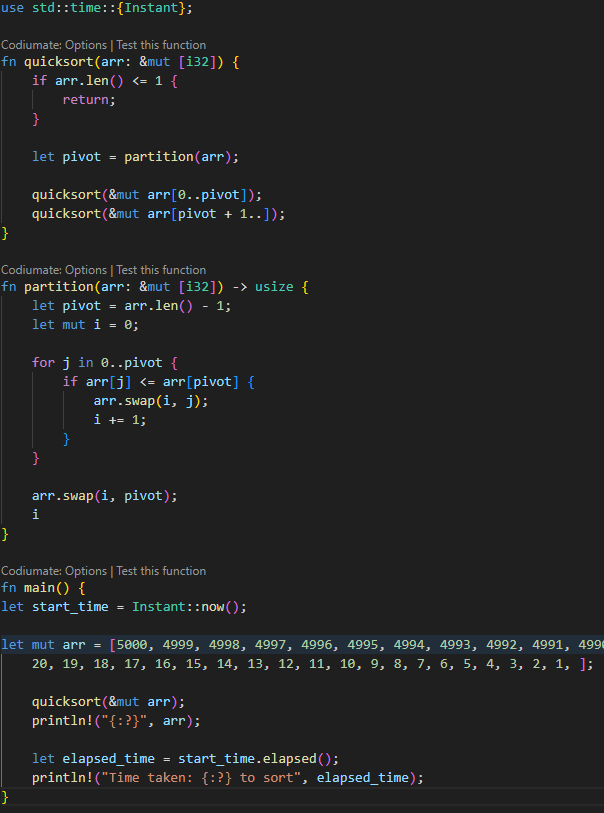 use std::time::{Instant};
Codiumate: Options | Test this function
fn quicksort(arr: &mut [i32]) {
    if arr.len() <= 1 {
        return;
    }
    let pivot = partition(arr);
    quicksort(&mut arr[0..pivot]);
    quicksort(&mut arr[pivot + 1..]);
}
Codiumate: Options | Test this function
fn partition(arr: &mut [i32]) -> usize {
    let pivot = arr.len() - 1;
    let mut i = 0;
    for j in 0..pivot {
        if arr[j] <= arr[pivot] {
            arr.swap(i, j);
            i += 1;
        }
    }
    arr.swap(i, pivot);
    i
}
Codiumate: Options | Test this function
fn main() {
let start_time = Instant::now();
let mut arr = [5000, 4999, 4998, 4997, 4996, 4995, 4994, 4993, 4992, 4991,
    20, 19, 18, 17, 16, 15, 14, 13, 12, 11, 10, 9, 8, 7, 6, 5, 4, 3, 2, 1, ];
    quicksort(&mut arr);
    println!("{:?}", arr);
    let elapsed_time = start_time.elapsed();
    println!("Time taken: {:?} to sort", elapsed_time);
}